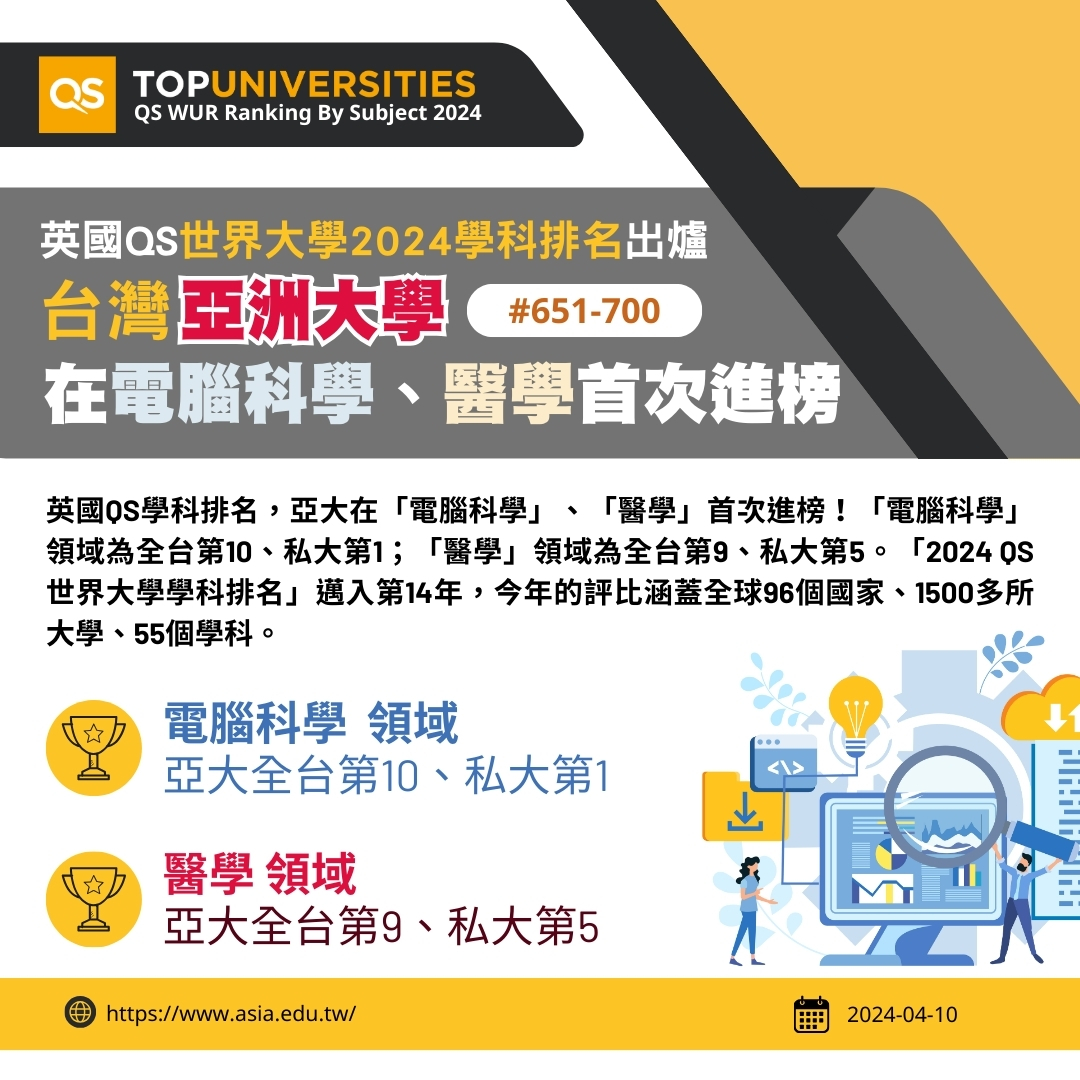 QS TOPUNIVERSITIES
QS WUR Ranking By Subject 2024
英國QS世界大學2024學科排名出爐
台灣亞洲大學 #651-700
在電腦科學、醫學首次進榜
英國QS學科排名，亞大在「電腦科學」、「醫學」首次進榜！「電腦科學」
領域為全台第10、私大第1；「醫學」領域為全台第9、私大第5。「2024 QS
世界大學學科排名」邁入第14年，今年的評比涵蓋全球96個國家、1500多所
大學、55個學科。
電腦科學 領域
亞大全台第10、私大第1
醫學 領域
亞大全台第9、私大第5
<\>
https://www.asia.edu.tw/
2024-04-10